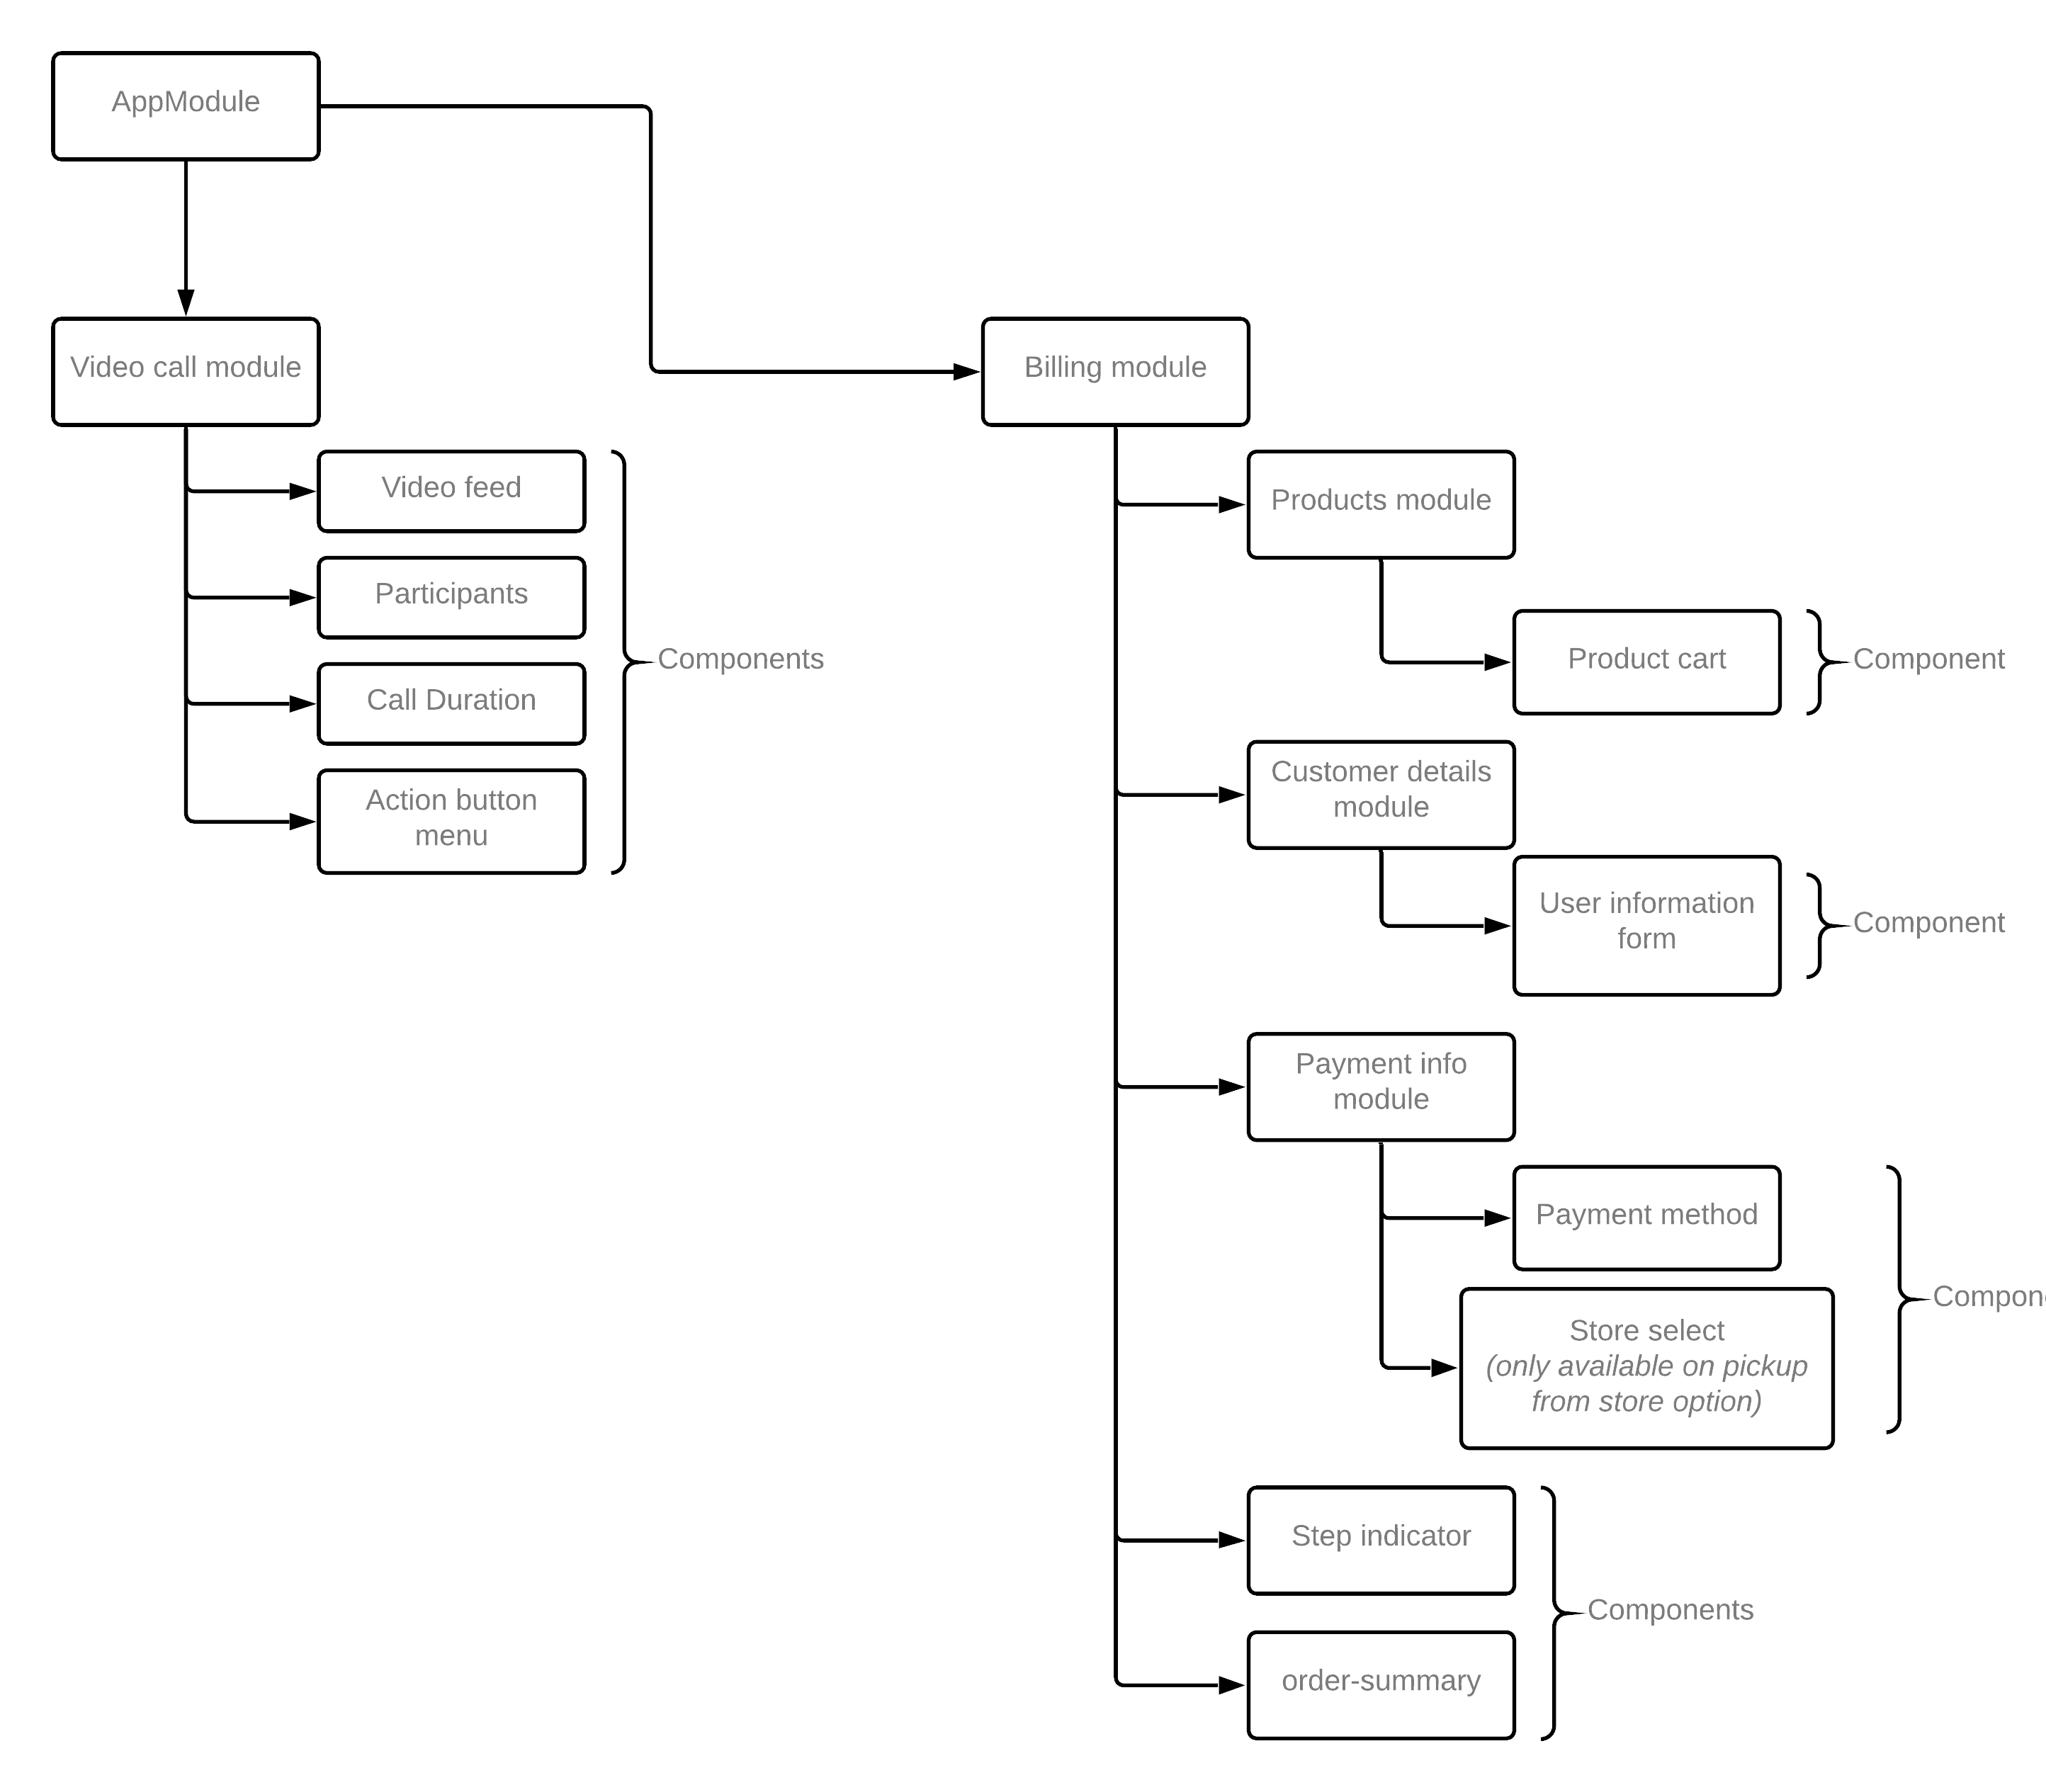 AppModule
Video call module
Video feed
Participants
Call Duration
Action button
menu
Components
Billing module
Products module
Product cart
Component
Customer details
module
User information
form
Component
Payment info
module
Payment method
Store select
(only available on pickup
from store option)
Step indicator
order-summary
Components